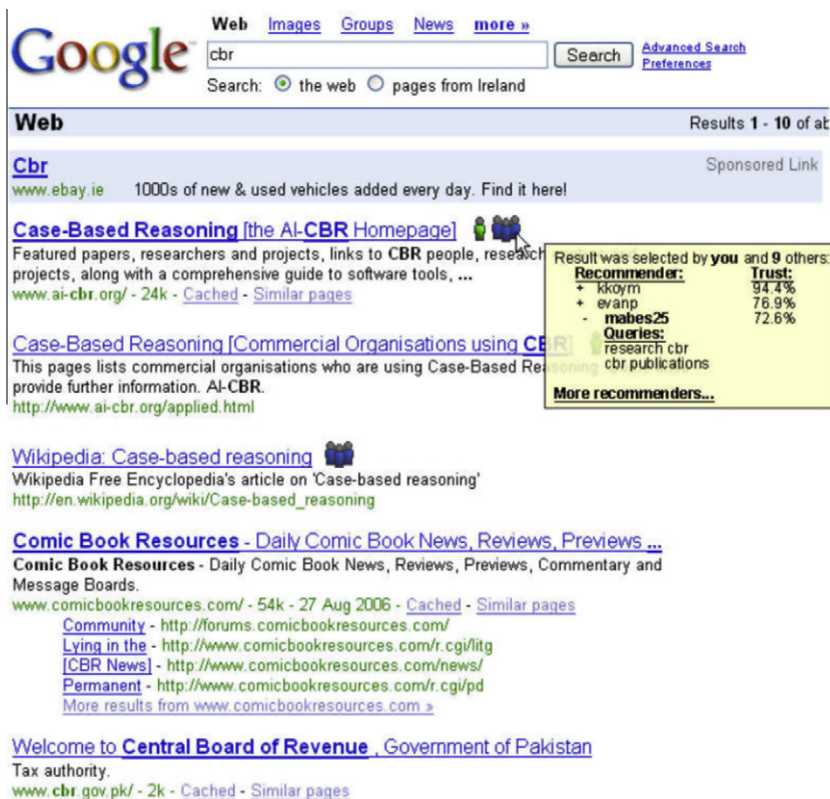 Web Images Groups News more »
Google
cbr Search Advanced Search
Preferences
Search: the web pages from Ireland
Web Results 1 - 10 of ab
Cbr Sponsored Link
www.ebay.ie 1000s of new & used vehicles added every day. Find it here!
Case-Based Reasoning [the AI-CBR Homepage]
Featured papers, researchers and projects, links to CBR people, research
projects, along with a comprehensive guide to software tools, ...
www.ai-cbr.org/ - 24k - Cached - Similar pages
Result was selected by you and 9 others:
Recommender: Trust:
+ kkoym 94.4%
+ evanp 76.9%
- mabes25 72.6%
Queries:
research cbr
cbr publications
More recommenders...
Case-Based Reasoning [Commercial Organisations using CBR]
This pages lists commercial organisations who are using Case-Based Rea
provide further information. AI-CBR.
http://www.ai-cbr.org/applied.html
Wikipedia: Case-based reasoning
Wikipedia Free Encyclopedia's article on 'Case-based reasoning'
http://en.wikipedia.org/wiki/Case-based_reasoning
Comic Book Resources - Daily Comic Book News, Reviews, Previews ...
Comic Book Resources - Daily Comic Book News, Reviews, Previews, Commentary and
Message Boards.
www.comicbookresources.com/ - 54k - 27 Aug 2006 - Cached - Similar pages
Community - http://forums.comicbookresources.com/
Lying in the - http://www.comicbookresources.com/r.cgi/litg
[CBR News] - http://www.comicbookresources.com/news/
Permanent - http://www.comicbookresources.com/r.cgi/pd
More results from www.comicbookresources.com »
Welcome to Central Board of Revenue , Government of Pakistan
Tax authority.
www.cbr.gov.pk/ - 2k - Cached - Similar pages